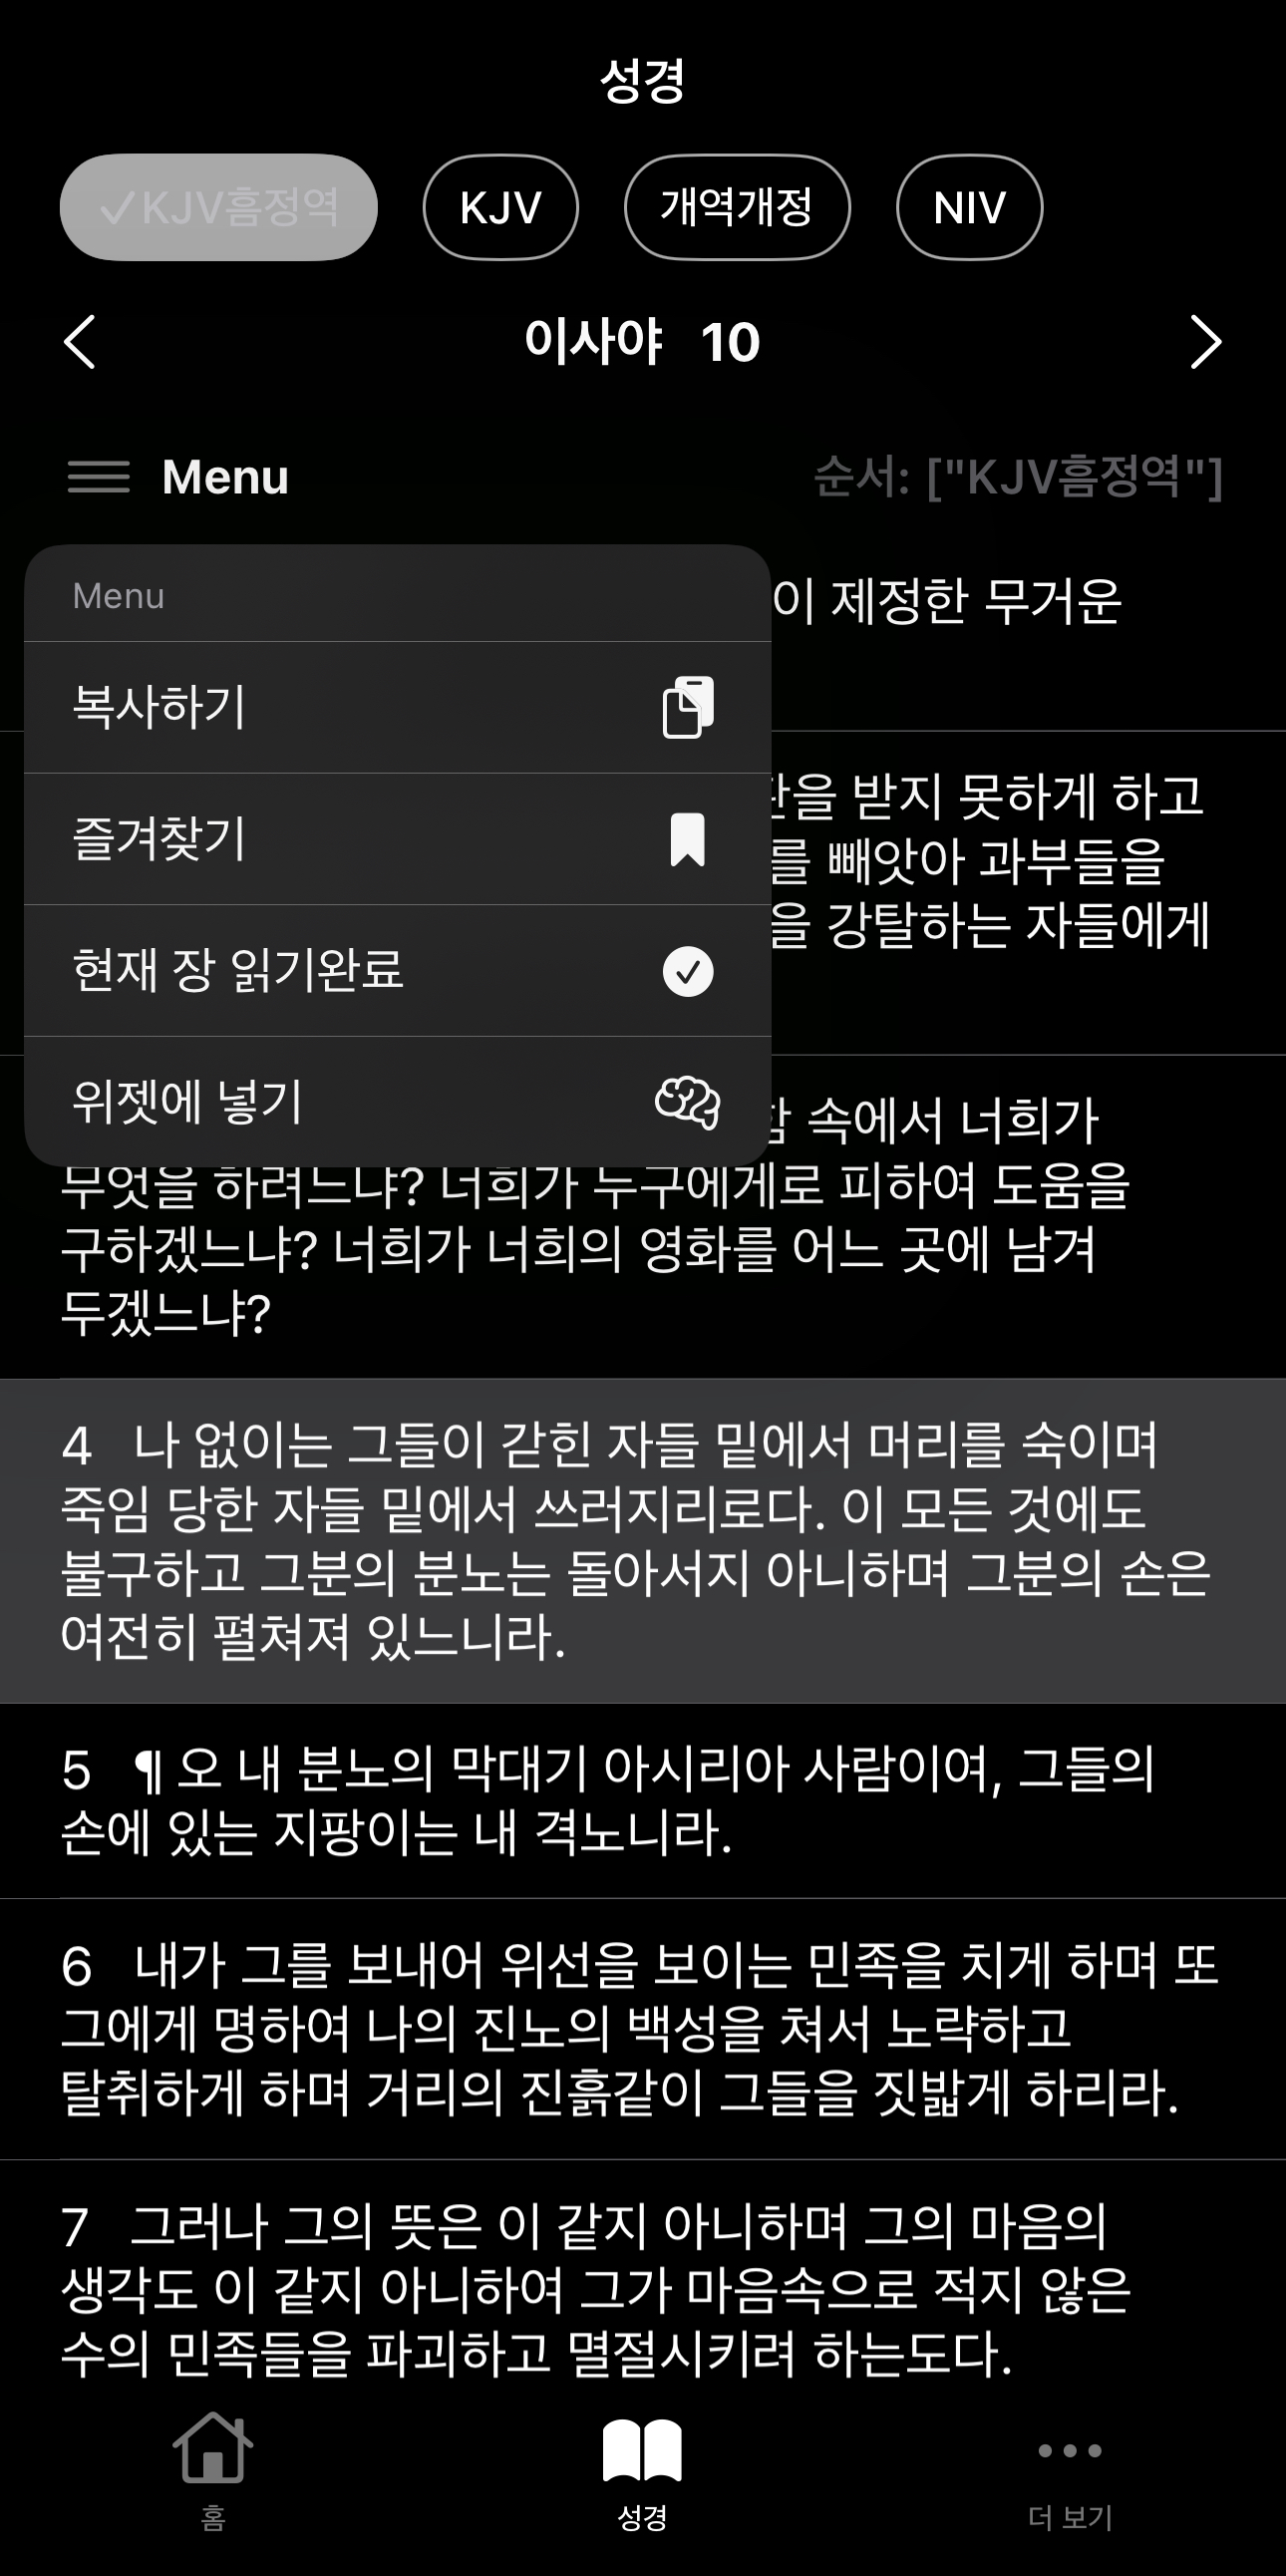 성경
✓KJV흠정역 KJV 개역개정 NIV
이사야 10
Menu 순서: ["KJV흠정역"]
Menu
복사하기
즐겨찾기
현재 장 읽기완료
위젯에 넣기
이 제정한 무거운
을 받지 못하게 하고
를 빼앗아 과부들을
을 강탈하는 자들에게
속에서 너희가
무엇을 하려느냐? 너희가 누구에게로 피하여 도움을
구하겠느냐? 너희가 너희의 영화를 어느 곳에 남겨
두겠느냐?
4 나 없이는 그들이 갇힌 자들 밑에서 머리를 숙이며
죽임 당한 자들 밑에서 쓰러지리로다. 이 모든 것에도
불구하고 그분의 분노는 돌아서지 아니하며 그분의 손은
여전히 펼쳐져 있느니라.
5 ¶ 오 내 분노의 막대기 아시리아 사람이여, 그들의
손에 있는 지팡이는 내 격노니라.
6 내가 그를 보내어 위선을 보이는 민족을 치게 하며 또
그에게 명하여 나의 진노의 백성을 쳐서 노략하고
탈취하게 하며 거리의 진흙같이 그들을 짓밟게 하리라.
7 그러나 그의 뜻은 이 같지 아니하며 그의 마음의
생각도 이 같지 아니하여 그가 마음속으로 적지 않은
수의 민족들을 파괴하고 멸절시키려 하는도다.
홈 성경 더 보기